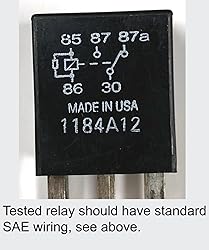 85 87 87a
86 30
MADE IN USA
1184A12
Tested relay should have standard
SAE wiring, see above.